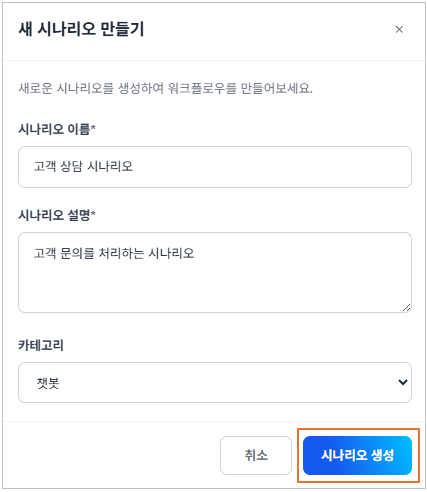 새 시나리오 만들기
×
새로운 시나리오를 생성하여 워크플로우를 만들어보세요.
시나리오 이름*
고객 상담 시나리오
시나리오 설명*
고객 문의를 처리하는 시나리오
카테고리
챗봇
취소
시나리오 생성